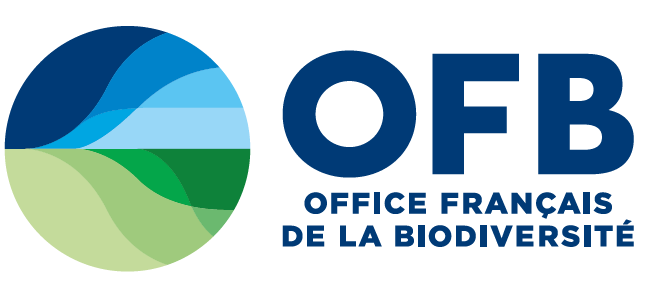 OFB
OFFICE FRANÇAIS
DE LA BIODIVERSITÉ